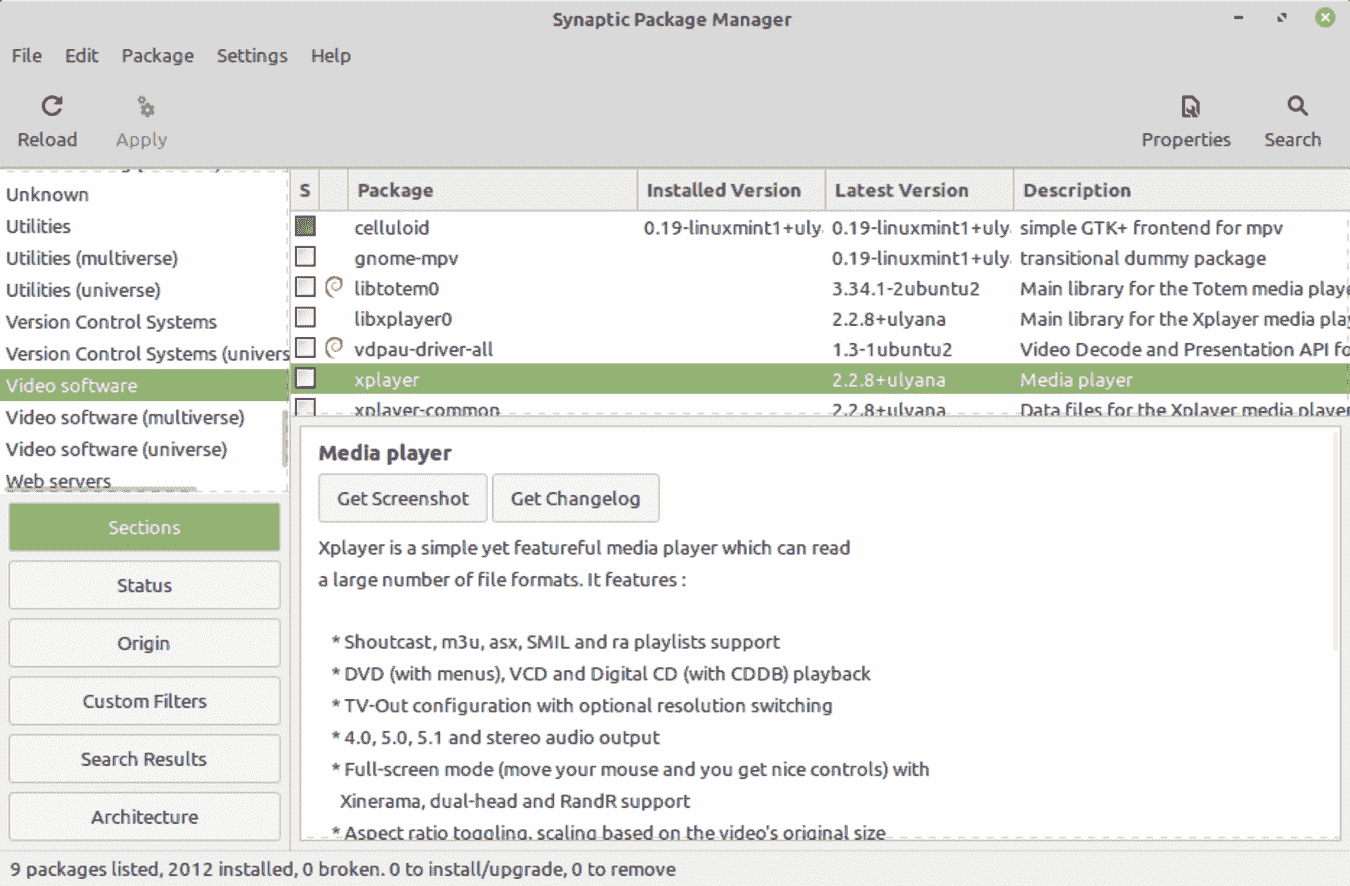 Synaptic Package Manager
File Edit Package Settings Help
Reload Apply Properties Search
Unknown
Utilities
Utilities (multiverse)
Utilities (universe)
Version Control Systems
Version Control Systems (univers
Video software
Video software (multiverse)
Video software (universe)
Web servers
Sections
Status
Origin
Custom Filters
Search Results
Architecture
S Package Installed Version Latest Version Description
celluloid 0.19-linuxmint1+uly 0.19-linuxmint1+uly simple GTK+ frontend for mpv
gnome-mpv 0.19-linuxmint1+uly transitional dummy package
libtotem0 3.34.1-2ubuntu2 Main library for the Totem media playe
libxplayer0 2.2.8+ulyana Main library for the Xplayer media play
vdpau-driver-all 1.3-1ubuntu2 Video Decode and Presentation API fo
xplayer 2.2.8+ulyana Media player
xplayer-common 2.2.8+ulyana Data files for the Xplayer media player
Media player
Get Screenshot Get Changelog
Xplayer is a simple yet featureful media player which can read
a large number of file formats. It features :
* Shoutcast, m3u, asx, SMIL and ra playlists support
* DVD (with menus), VCD and Digital CD (with CDDB) playback
* TV-Out configuration with optional resolution switching
* 4.0, 5.0, 5.1 and stereo audio output
* Full-screen mode (move your mouse and you get nice controls) with
Xinerama, dual-head and RandR support
* Aspect ratio toggling, scaling based on the video's original size
9 packages listed, 2012 installed, 0 broken. 0 to install/upgrade, 0 to remove